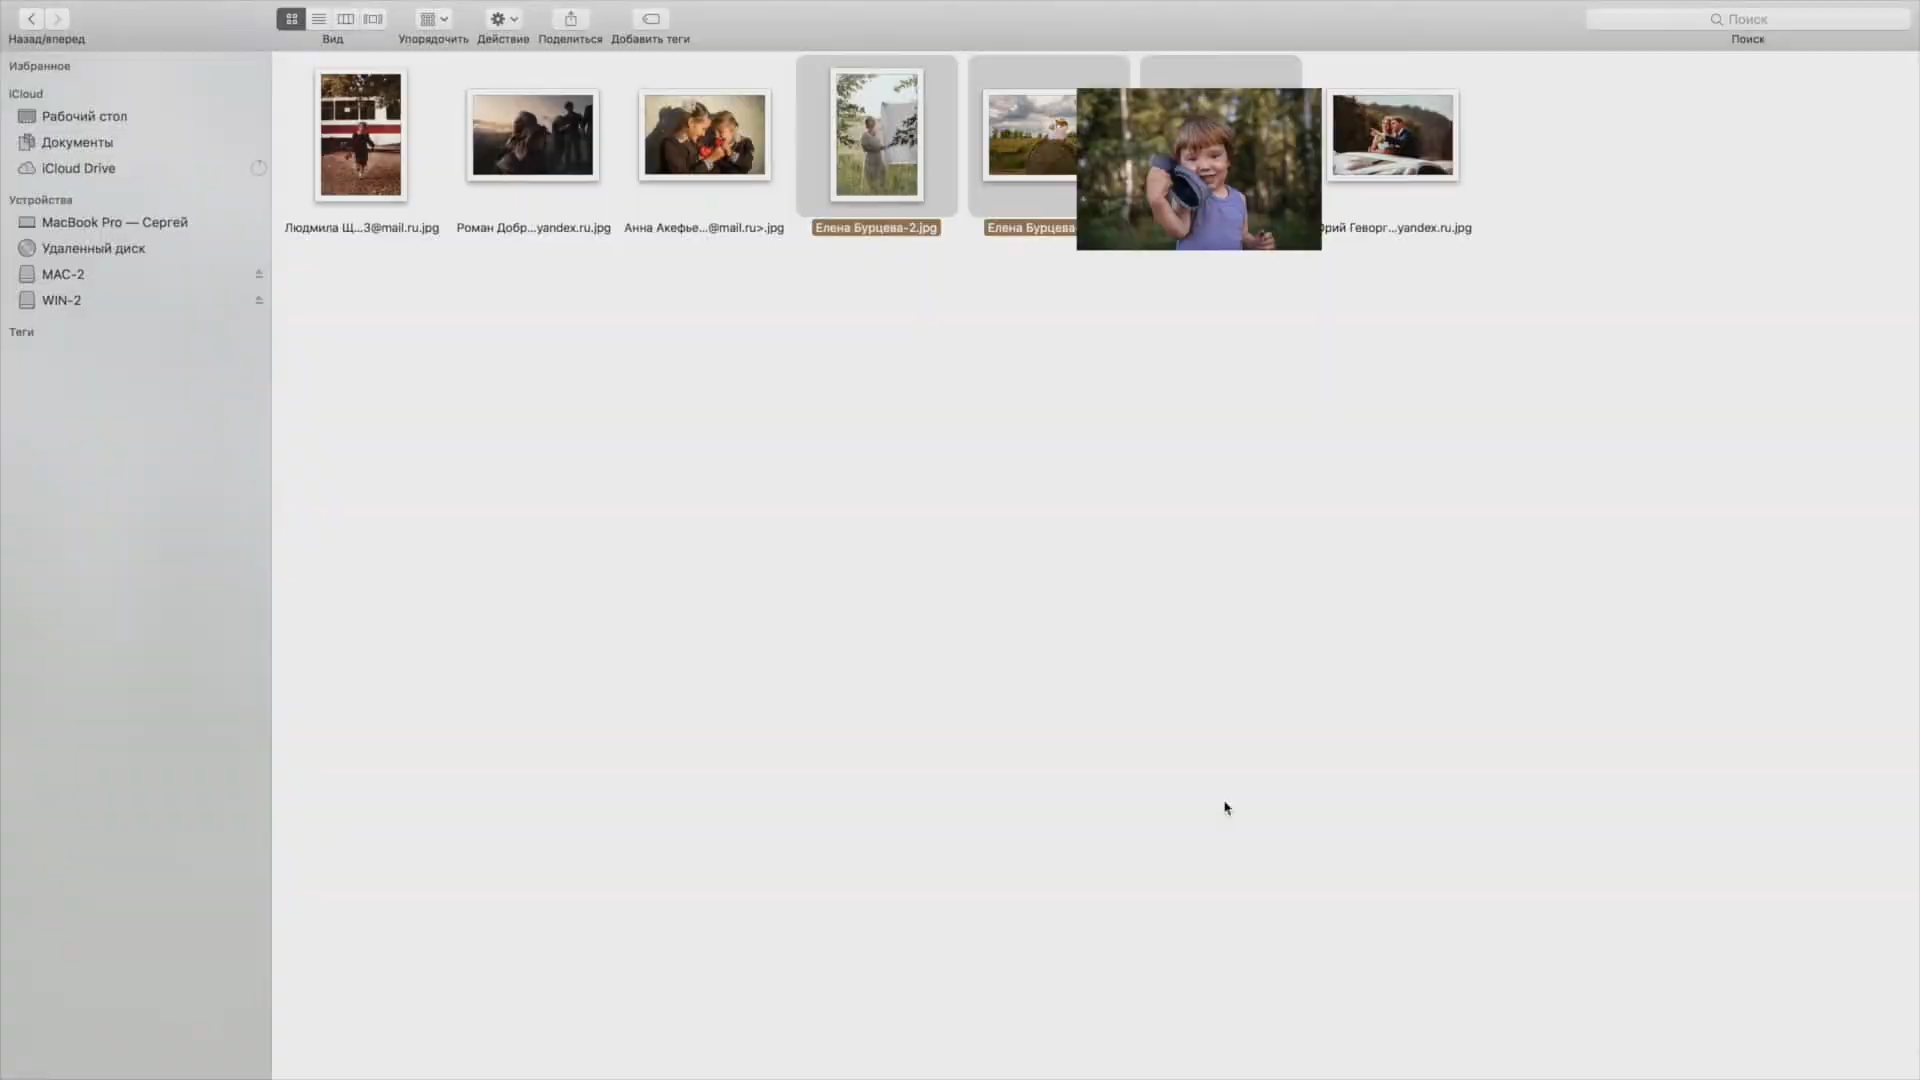 Поиск
Назад/вперед
Вид
Упорядочить
Действие
Поделиться
Добавить теги
Поиск
Избранное
iCloud
Рабочий стол
Документы
iCloud Drive
Устройства
MacBook Pro — Сергей
Удаленный диск
MAC-2
WIN-2
Теги
Людмила Щ...3@mail.ru.jpg
Роман Добр...yandex.ru.jpg
Анна Акефье...@mail.ru>.jpg
Елена Бурцева-2.jpg
Елена Бурцева-
рий Георг...yandex.ru.jpg